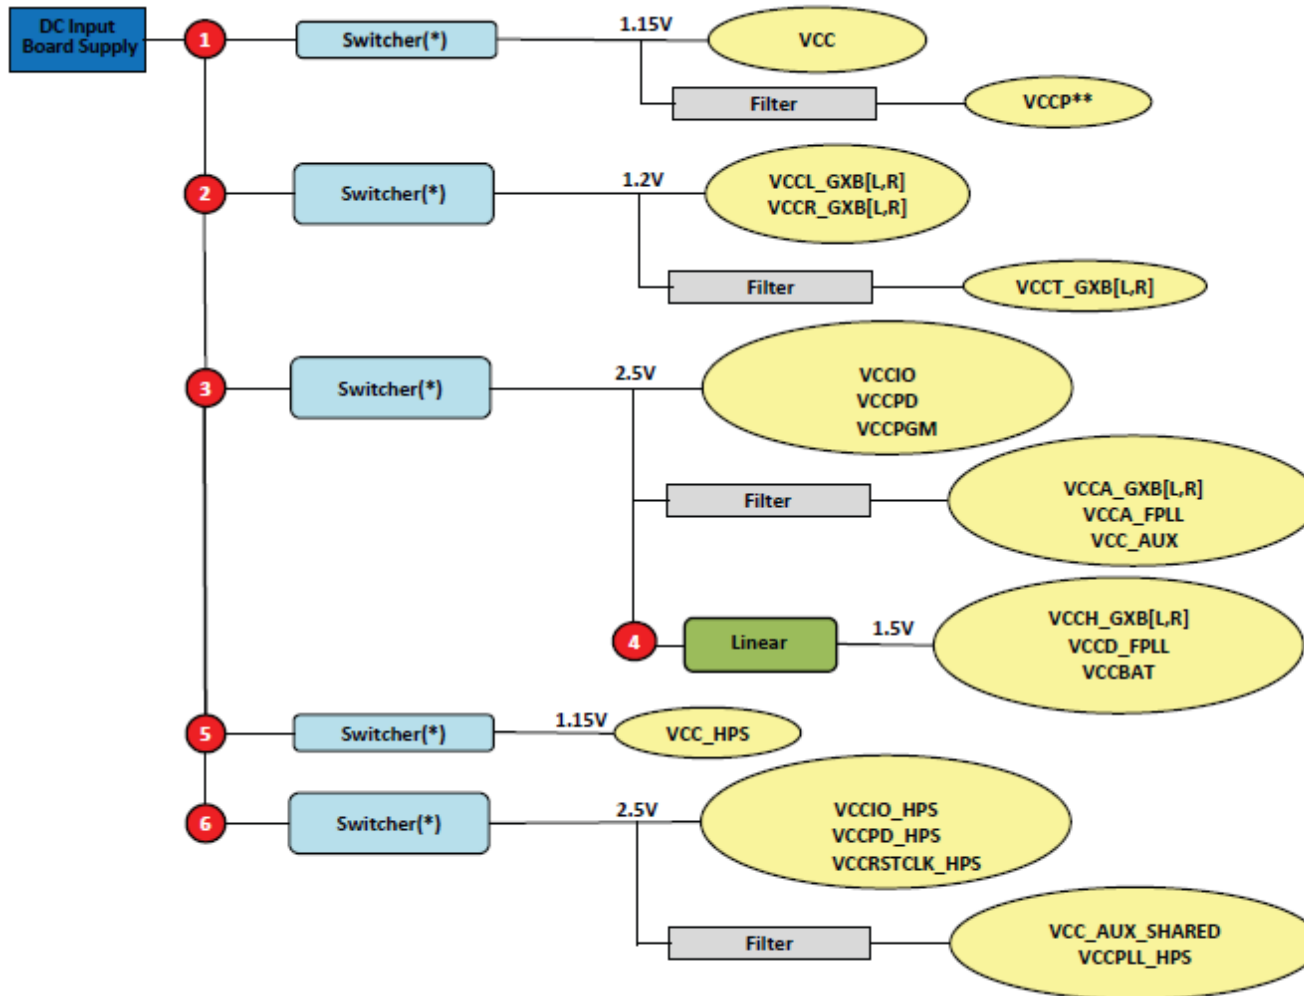 DC Input
Board Supply
1
Switcher(*)
1.15V
VCC
Filter
VCCP**
2
Switcher(*)
1.2V
VCCL_GXB[L,R]
VCCR_GXB[L,R]
Filter
VCCT_GXB[L,R]
3
Switcher(*)
2.5V
VCCIO
VCCPD
VCCPGM
Filter
VCCA_GXB[L,R]
VCCA_FPLL
VCC_AUX
4
Linear
1.5V
VCCH_GXB[L,R]
VCCD_FPLL
VCCBAT
5
Switcher(*)
1.15V
VCC_HPS
6
Switcher(*)
2.5V
VCCIO_HPS
VCCPD_HPS
VCCRSTCLK_HPS
Filter
VCC_AUX_SHARED
VCCPLL_HPS